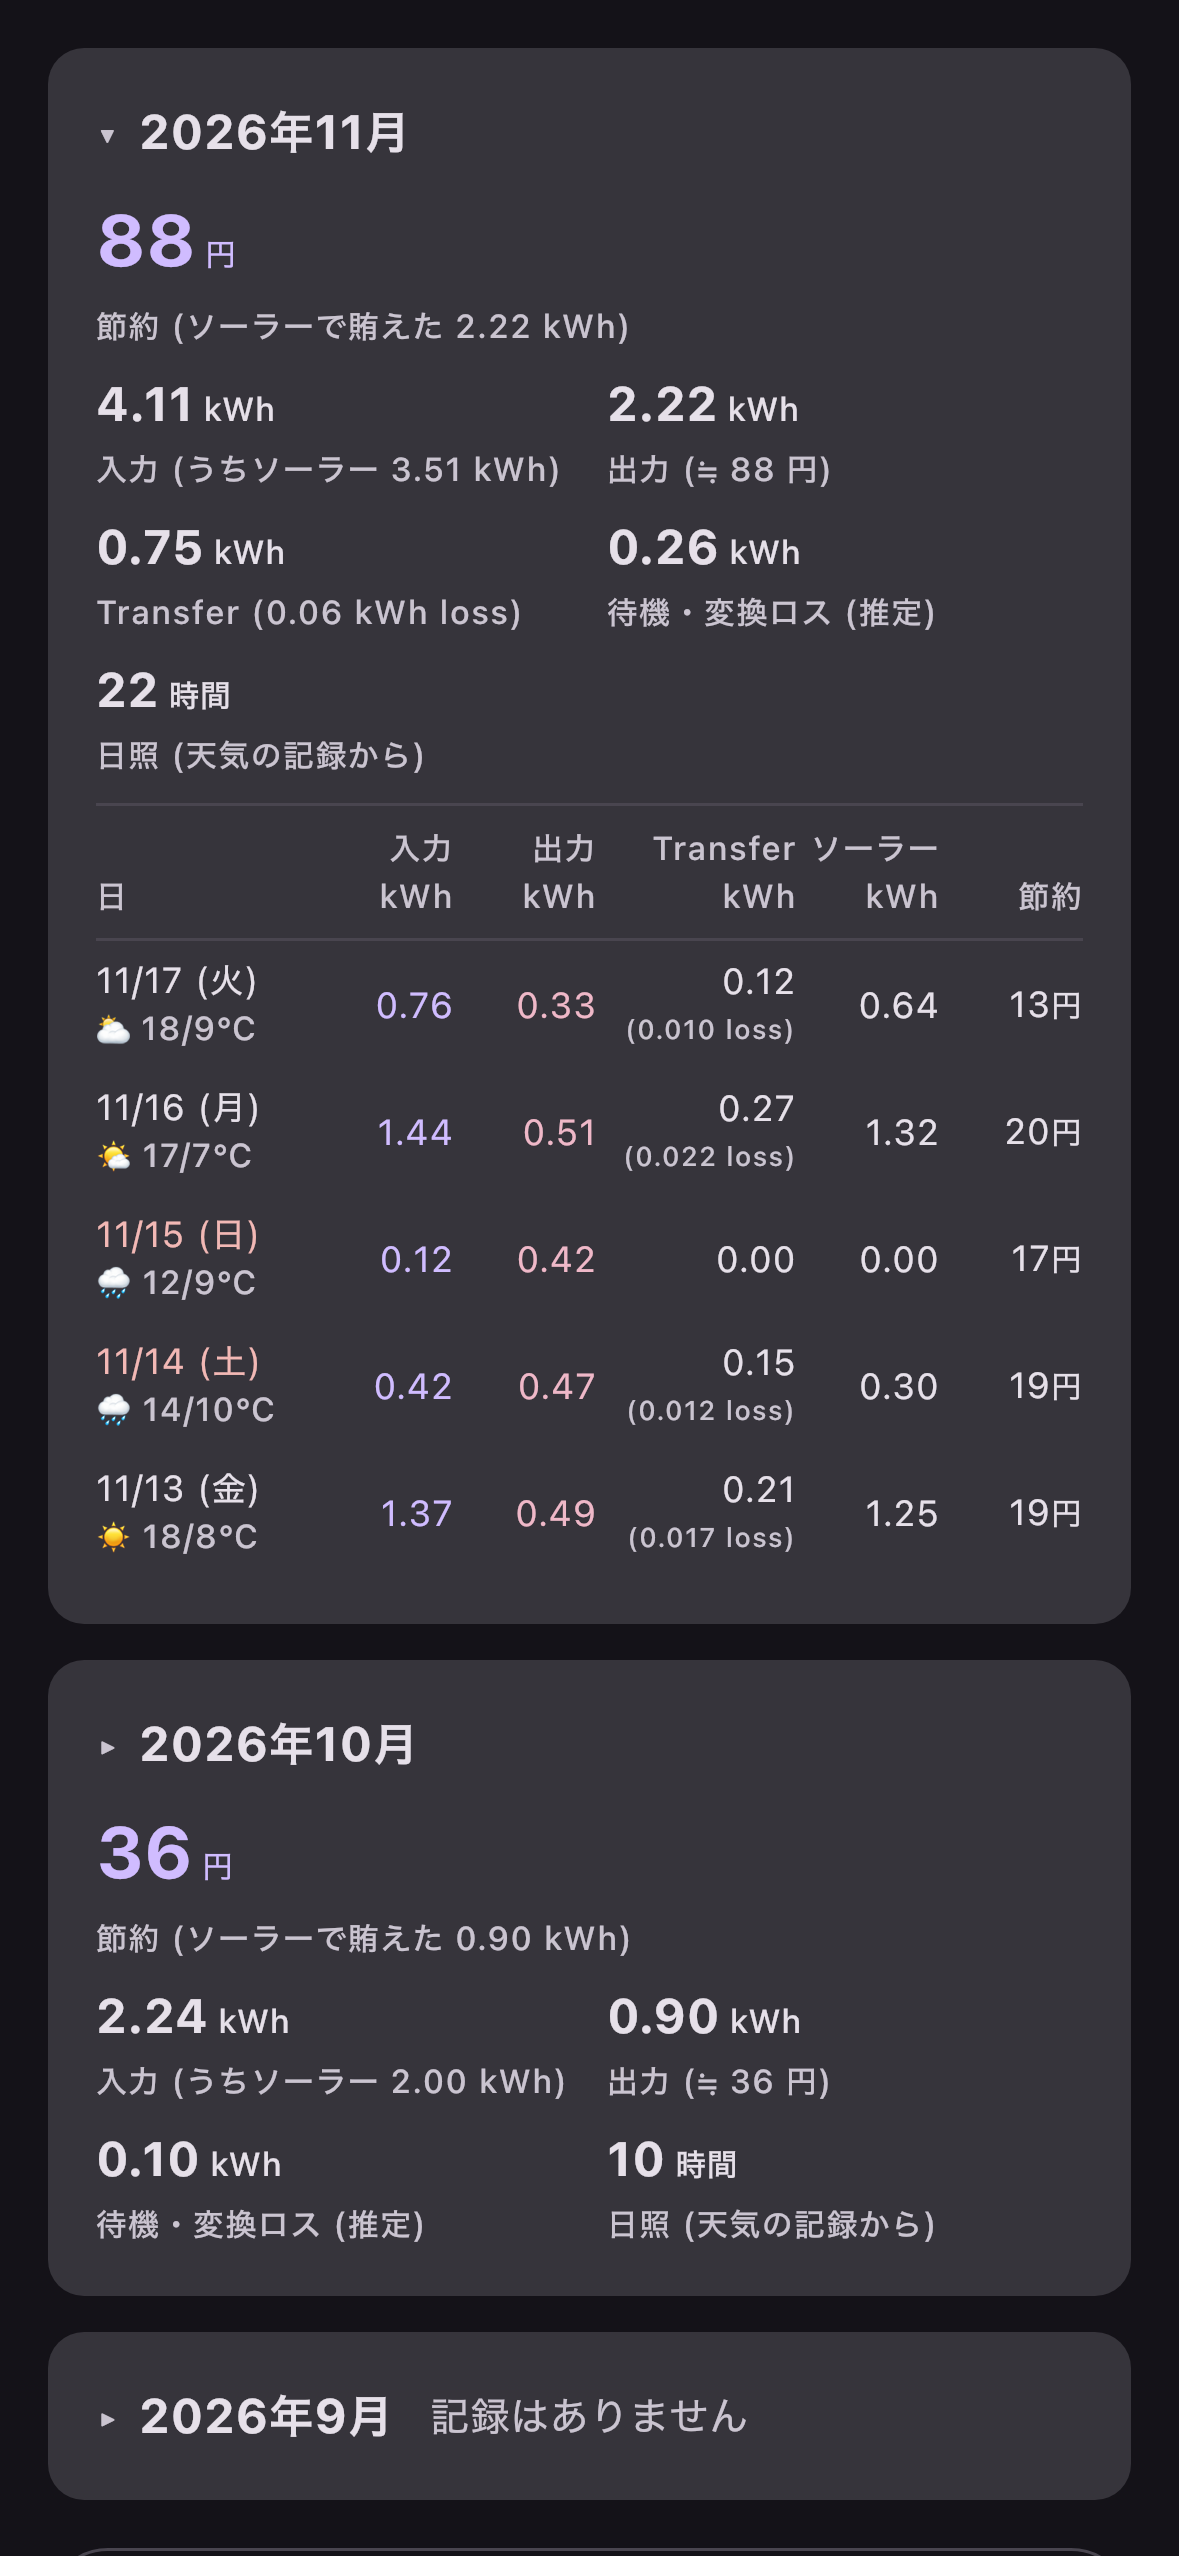 ▼ 2026年11月
88 円
節約 (ソーラーで賄えた 2.22 kWh)
4.11 kWh 2.22 kWh
入力 (うちソーラー 3.51 kWh) 出力 (≒ 88 円)
0.75 kWh 0.26 kWh
Transfer (0.06 kWh loss) 待機・変換ロス (推定)
22 時間
日照 (天気の記録から)
入力 出力 Transfer ソーラー
日 kWh kWh kWh kWh 節約
11/17 (火) 0.76 0.33 0.12 0.64 13円
18/9°C (0.010 loss)
11/16 (月) 1.44 0.51 0.27 1.32 20円
17/7°C (0.022 loss)
11/15 (日) 0.12 0.42 0.00 0.00 17円
12/9°C
11/14 (土) 0.42 0.47 0.15 0.30 19円
14/10°C (0.012 loss)
11/13 (金) 1.37 0.49 0.21 1.25 19円
18/8°C (0.017 loss)
▶ 2026年10月
36 円
節約 (ソーラーで賄えた 0.90 kWh)
2.24 kWh 0.90 kWh
入力 (うちソーラー 2.00 kWh) 出力 (≒ 36 円)
0.10 kWh 10 時間
待機・変換ロス (推定) 日照 (天気の記録から)
▶ 2026年9月 記録はありません